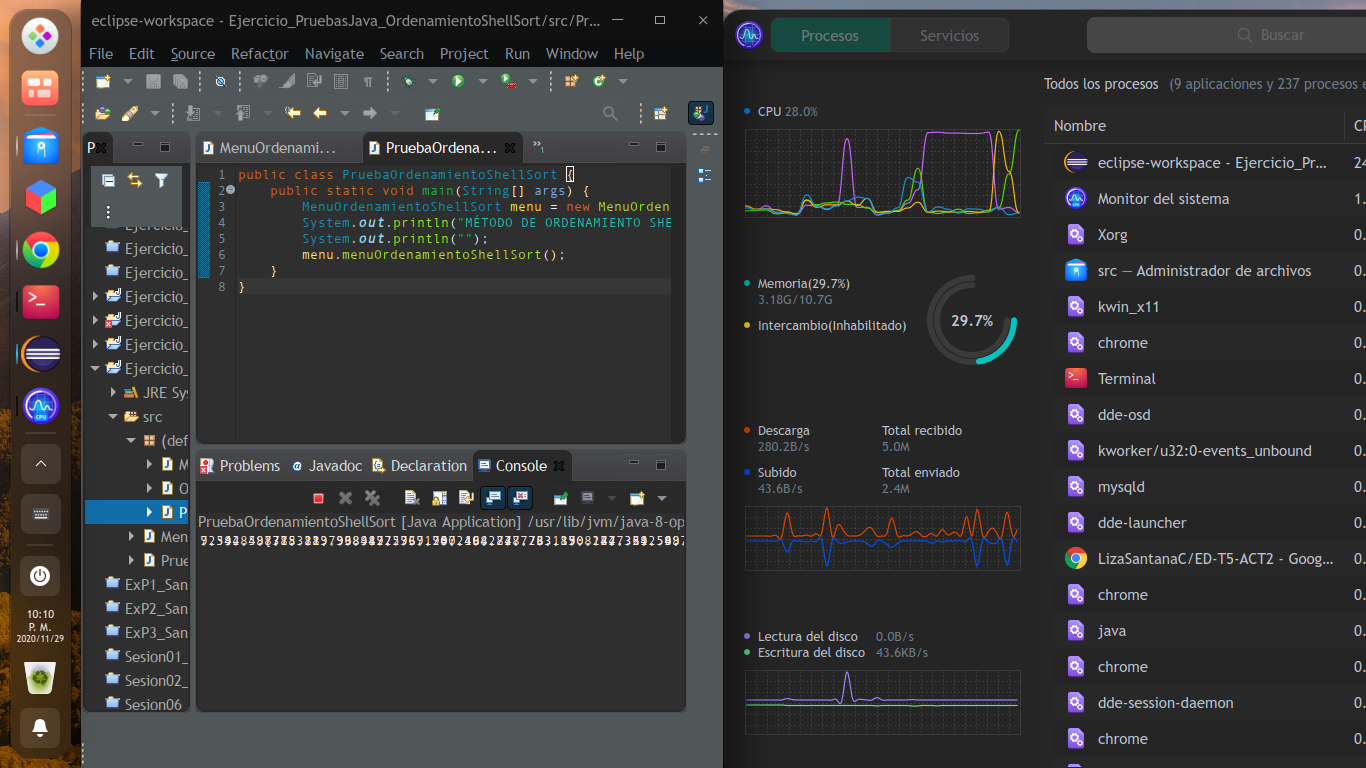 eclipse-workspace - Ejercicio_PruebasJava_OrdenamientoShellSort/src/Pr...
File Edit Source Refactor Navigate Search Project Run Window Help
P
MenuOrdenami...
PruebaOrdena...
»1
1 public class PruebaOrdenamientoShellSort {
2 public static void main(String[] args) {
3 MenuOrdenamientoShellSort menu = new MenuOrden
4 System.out.println("MÉTODO DE ORDENAMIENTO SHE
5 System.out.println("");
6 menu.menuOrdenamientoShellSort();
7 }
8 }
Ejercicio_
Ejercicio_
Ejercicio_
Ejercicio_
Ejercicio_
Ejercicio_
Ejercicio_
JRE Sys
src
(def
M
O
P
Men
Prue
ExP1_San
ExP2_San
ExP3_San
Sesion01_
Sesion02_
Sesion06
Problems
Javadoc
Declaration
Console
PruebaOrdenamientoShellSort [Java Application] /usr/lib/jvm/java-8-op
CPU
10:10
P. M.
2020/11/29
Procesos
Servicios
Buscar
CPU 28.0%
Memoria(29.7%)
3.18G/10.7G
Intercambio(Inhabilitado)
29.7%
Descarga
280.2B/s
Total recibido
5.0M
Subido
43.6B/s
Total enviado
2.4M
Lectura del disco 0.0B/s
Escritura del disco 43.6KB/s
Todos los procesos (9 aplicaciones y 237 procesos e
Nombre CP
eclipse-workspace - Ejercicio_Pr... 24
Monitor del sistema 1.
Xorg 0.
src — Administrador de archivos 0.
kwin_x11 0.
chrome 0.
Terminal 0.
dde-osd 0.
kworker/u32:0-events_unbound 0.
mysqld 0.
dde-launcher 0.
LizaSantanaC/ED-T5-ACT2 - Goog... 0.
chrome 0.
java 0.
chrome 0.
dde-session-daemon 0.
chrome 0.